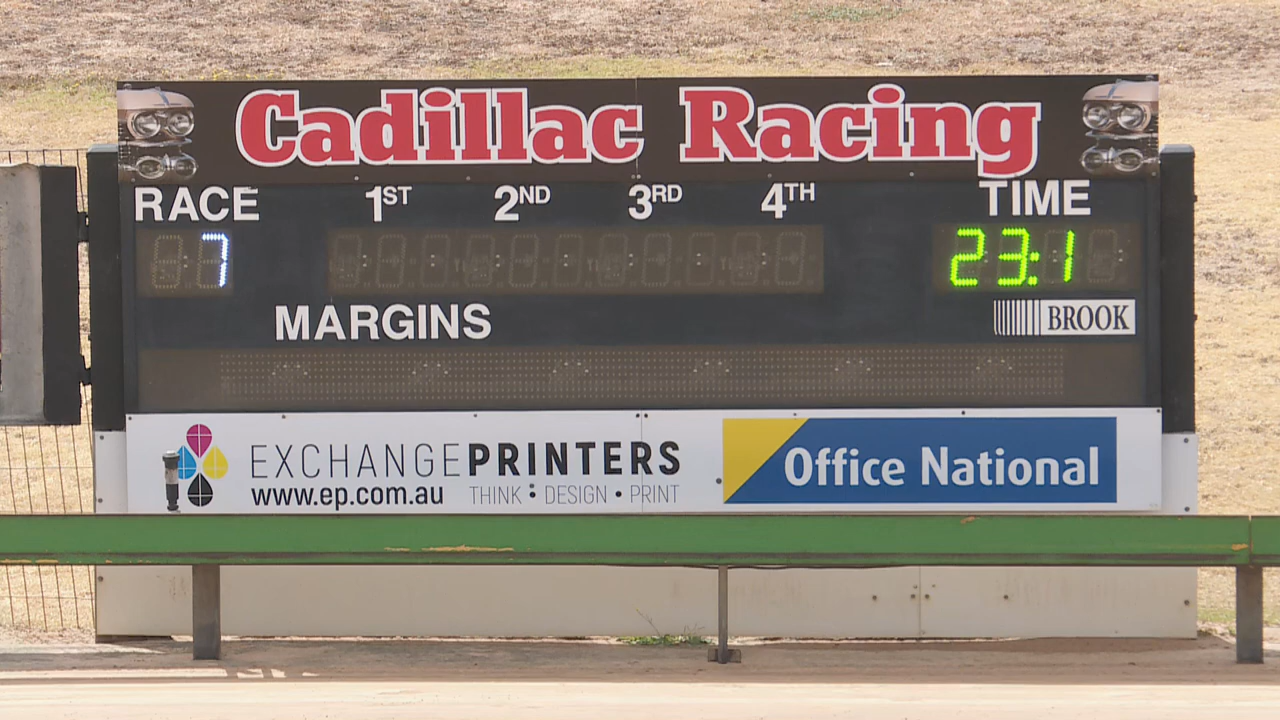 Cadillac Racing
RACE 1ST 2ND 3RD 4TH TIME
7 23:1
MARGINS BROOK
EXCHANGEPRINTERS
www.ep.com.au THINK • DESIGN • PRINT
Office National